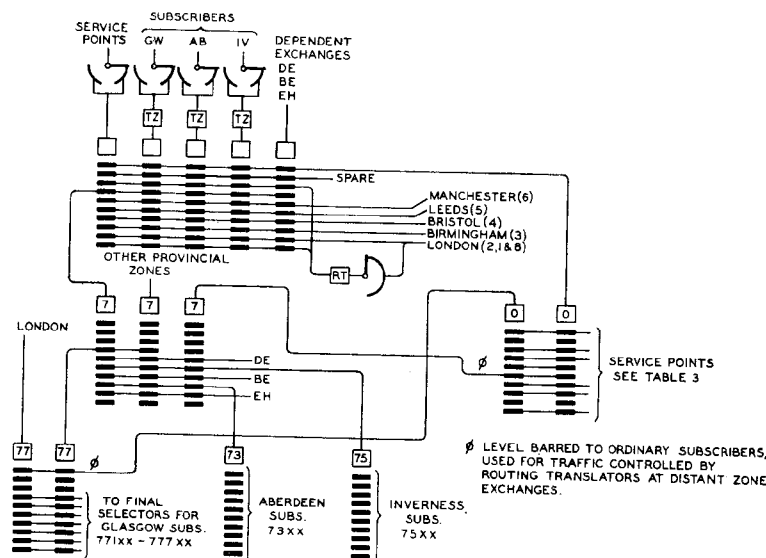 SUBSCRIBERS
SERVICE POINTS
GW AB IV
DEPENDENT EXCHANGES
DE
BE
EH
TZ TZ TZ
SPARE
MANCHESTER(6)
LEEDS(5)
BRISTOL(4)
BIRMINGHAM(3)
LONDON(2,1&8)
OTHER PROVINCIAL
ZONES
RT
7 7 7
0 0
LONDON
DE
BE
EH
ø
SERVICE POINTS
SEE TABLE 3
77 77
ø
73
75
ø LEVEL BARRED TO ORDINARY SUBSCRIBERS,
USED FOR TRAFFIC CONTROLLED BY
ROUTING TRANSLATORS AT DISTANT ZONE
EXCHANGES.
TO FINAL
SELECTORS FOR
GLASGOW SUBS.
771XX - 777XX
ABERDEEN
SUBS.
73XX
INVERNESS
SUBS.
75XX